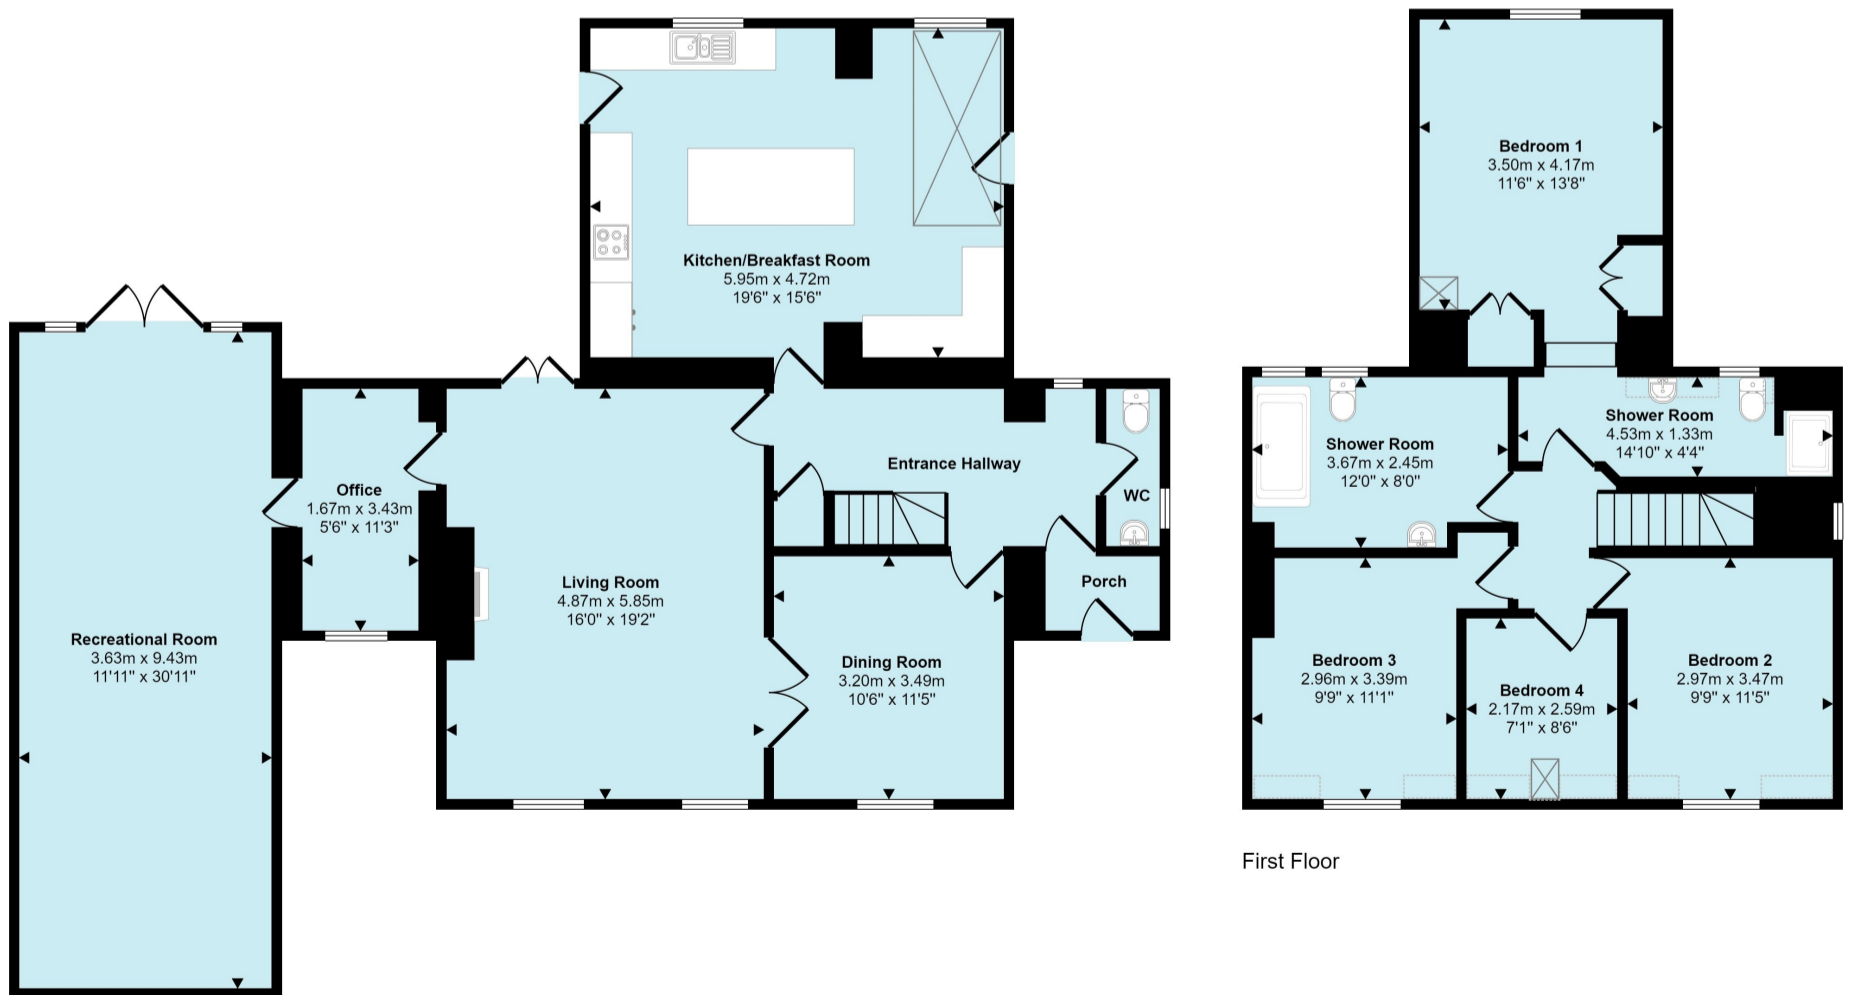 Kitchen/Breakfast Room
5.95m x 4.72m
19'6" x 15'6"
Entrance Hallway
WC
Office
1.67m x 3.43m
5'6" x 11'3"
Living Room
4.87m x 5.85m
16'0" x 19'2"
Porch
Recreational Room
3.63m x 9.43m
11'11" x 30'11"
Dining Room
3.20m x 3.49m
10'6" x 11'5"
Bedroom 1
3.50m x 4.17m
11'6" x 13'8"
Shower Room
3.67m x 2.45m
12'0" x 8'0"
Shower Room
4.53m x 1.33m
14'10" x 4'4"
Bedroom 3
2.96m x 3.39m
9'9" x 11'1"
Bedroom 4
2.17m x 2.59m
7'1" x 8'6"
Bedroom 2
2.97m x 3.47m
9'9" x 11'5"
First Floor